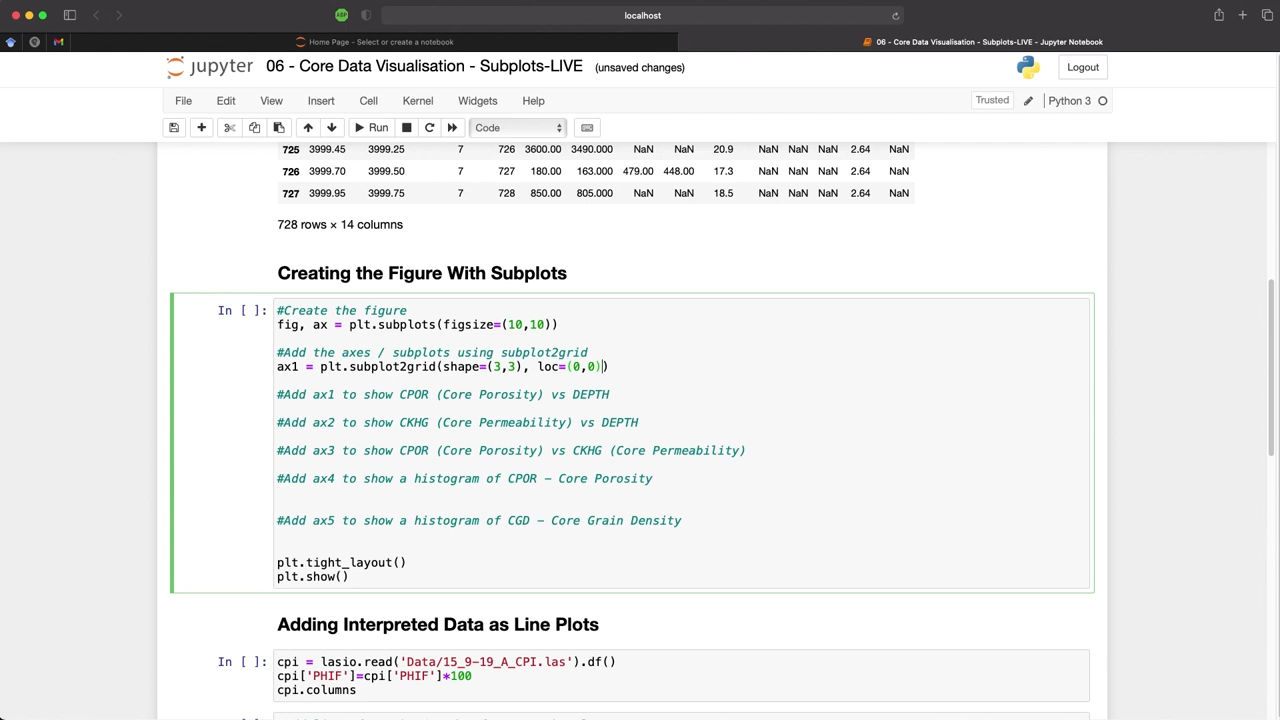 localhost
ABP
Home Page - Select or create a notebook
06 - Core Data Visualisation - Subplots-LIVE - Jupyter Notebook
jupyter 06 - Core Data Visualisation - Subplots-LIVE (unsaved changes)
Logout
File Edit View Insert Cell Kernel Widgets Help
Trusted Python 3
Run Code
725 3999.45 3999.25 7 726 3600.00 3490.000 NaN NaN 20.9 NaN NaN NaN 2.64 NaN
726 3999.70 3999.50 7 727 180.00 163.000 479.00 448.00 17.3 NaN NaN NaN 2.64 NaN
727 3999.95 3999.75 7 728 850.00 805.000 NaN NaN 18.5 NaN NaN NaN 2.64 NaN
728 rows × 14 columns
Creating the Figure With Subplots
In [ ]: #Create the figure
fig, ax = plt.subplots(figsize=(10,10))
#Add the axes / subplots using subplot2grid
ax1 = plt.subplot2grid(shape=(3,3), loc=(0,0))
#Add ax1 to show CPOR (Core Porosity) vs DEPTH
#Add ax2 to show CKHG (Core Permeability) vs DEPTH
#Add ax3 to show CPOR (Core Porosity) vs CKHG (Core Permeability)
#Add ax4 to show a histogram of CPOR - Core Porosity
#Add ax5 to show a histogram of CGD - Core Grain Density
plt.tight_layout()
plt.show()
Adding Interpreted Data as Line Plots
In [ ]: cpi = lasio.read('Data/15_9-19_A_CPI.las').df()
cpi['PHIF']=cpi['PHIF']*100
cpi.columns